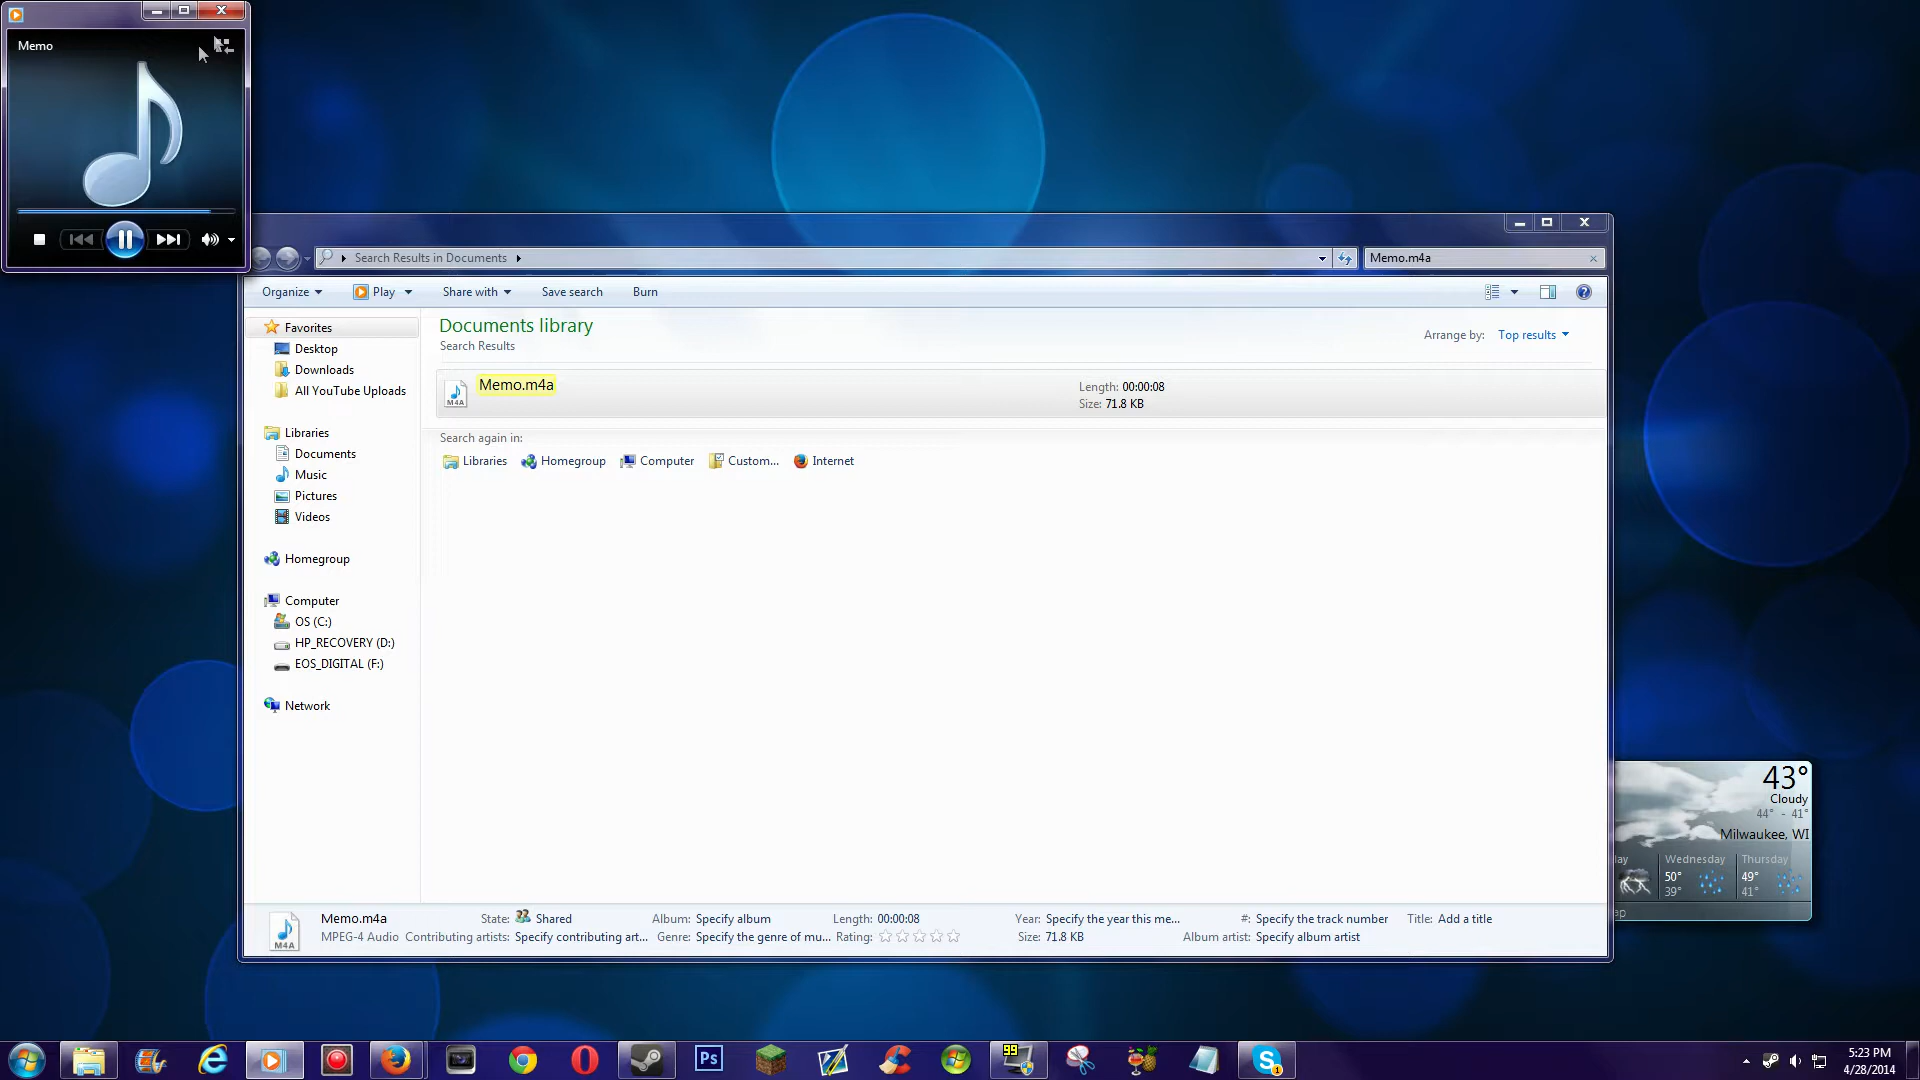 Memo
Search Results in Documents
Memo.m4a
Organize
Play
Share with
Save search
Burn
Favorites
Desktop
Downloads
All YouTube Uploads
Libraries
Documents
Music
Pictures
Videos
Homegroup
Computer
OS (C:)
HP_RECOVERY (D:)
EOS_DIGITAL (F:)
Network
Documents library
Search Results
Arrange by: Top results
M4A
Memo.m4a
Length: 00:00:08
Size: 71.8 KB
Search again in:
Libraries Homegroup Computer Custom... Internet
43°
Cloudy
44° - 41°
Milwaukee, WI
ay Wednesday Thursday
50° 49°
39° 41°
ap
M4A
Memo.m4a State: Shared Album: Specify album Length: 00:00:08 Year: Specify the year this me... #: Specify the track number Title: Add a title
MPEG-4 Audio Contributing artists: Specify contributing art... Genre: Specify the genre of mu... Rating: Size: 71.8 KB Album artist: Specify album artist
Ps
99
1
5:23 PM
4/28/2014